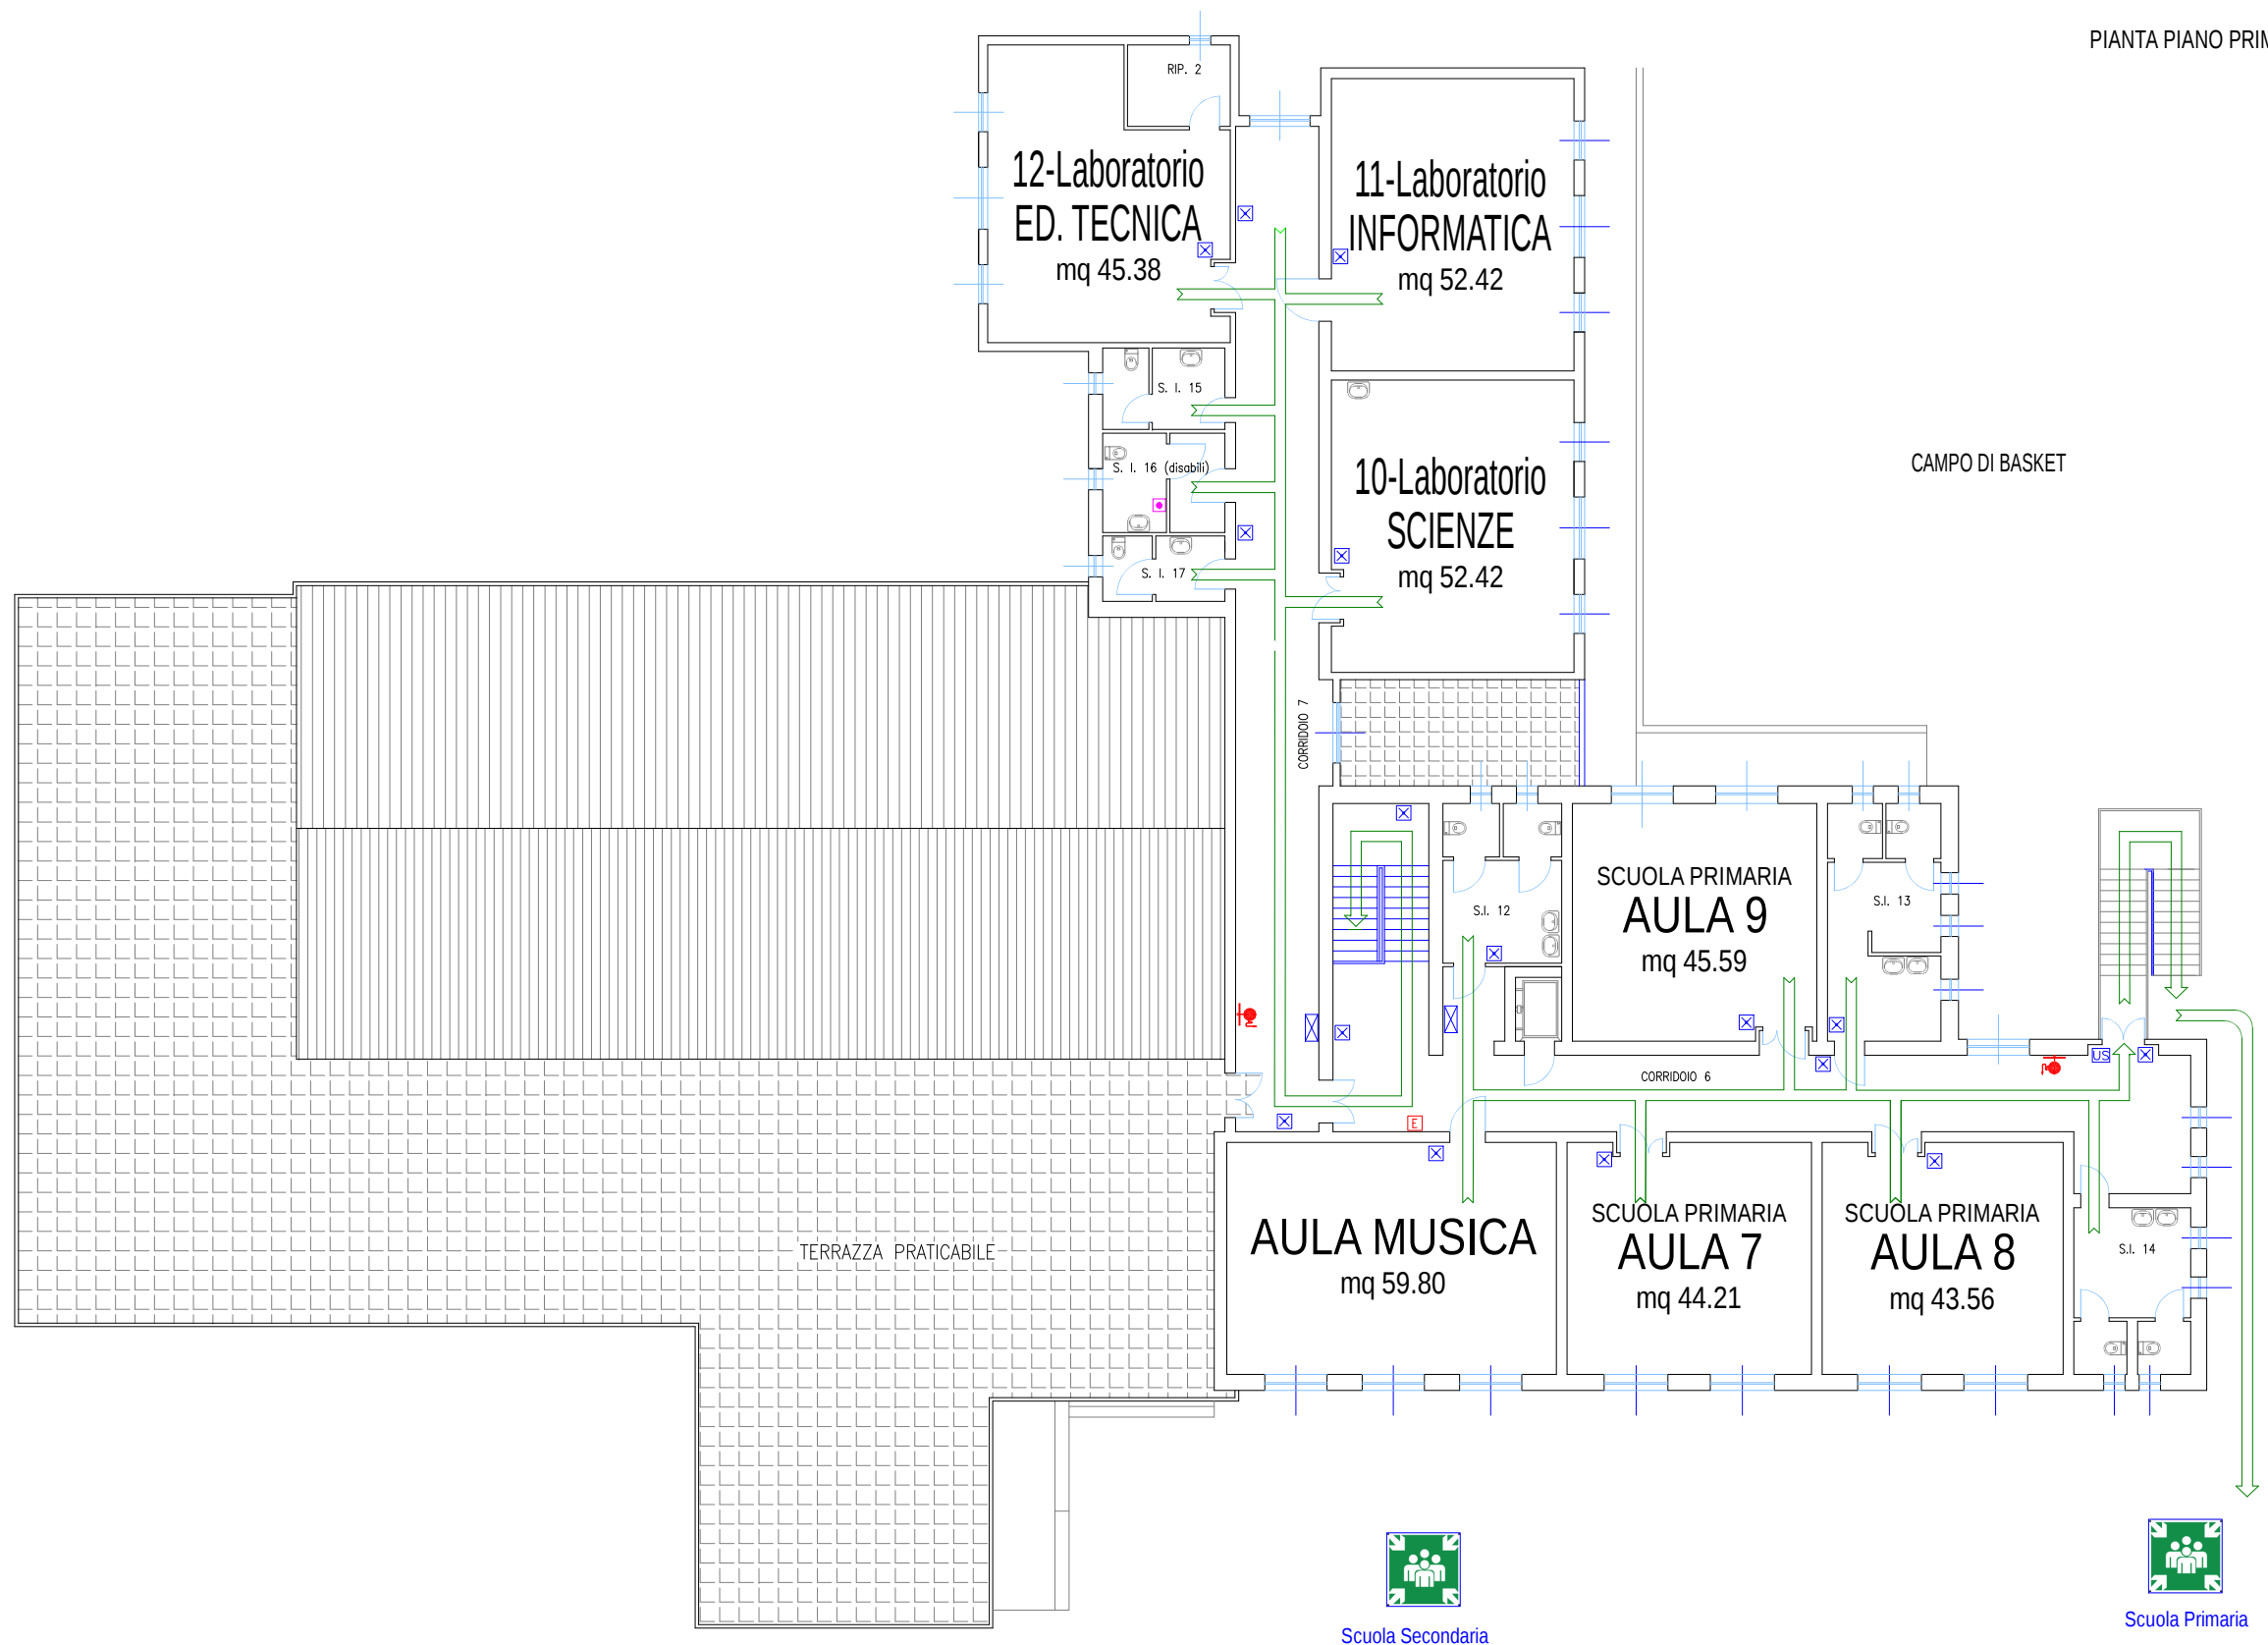 PIANTA PIANO PRIM
RIP. 2
12-Laboratorio
ED. TECNICA
mq 45.38
11-Laboratorio
INFORMATICA
mq 52.42
S. I. 15
S. I. 16 (disabili)
S. I. 17
10-Laboratorio
SCIENZE
mq 52.42
CAMPO DI BASKET
CORRIDOIO 7
S.I. 12
SCUOLA PRIMARIA
AULA 9
mq 45.59
S.I. 13
CORRIDOIO 6
US
E
TERRAZZA PRATICABILE
AULA MUSICA
mq 59.80
SCUOLA PRIMARIA
AULA 7
mq 44.21
SCUOLA PRIMARIA
AULA 8
mq 43.56
S.I. 14
Scuola Secondaria
Scuola Primaria